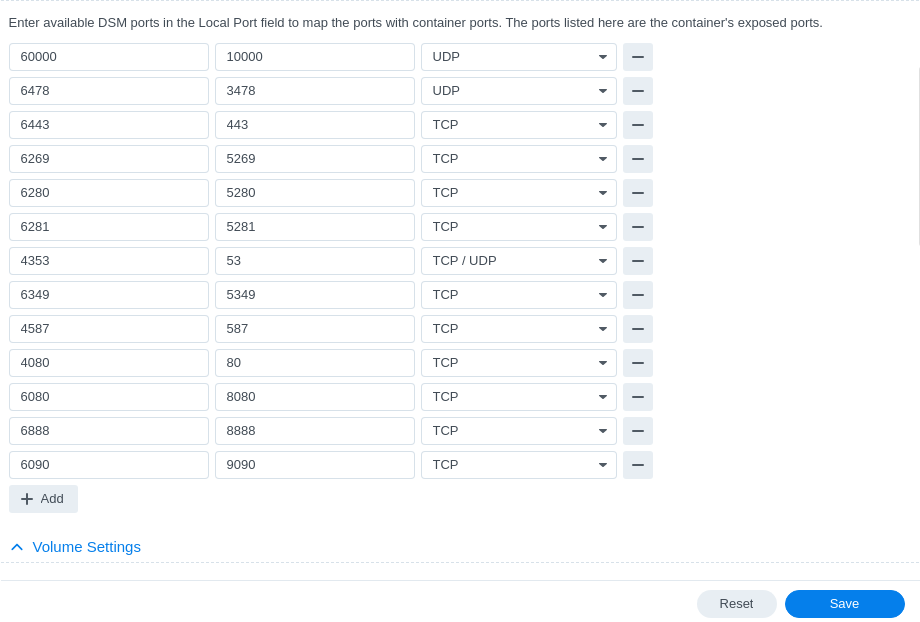 Enter available DSM ports in the Local Port field to map the ports with container ports. The ports listed here are the container's exposed ports.
60000 10000 UDP
6478 3478 UDP
6443 443 TCP
6269 5269 TCP
6280 5280 TCP
6281 5281 TCP
4353 53 TCP / UDP
6349 5349 TCP
4587 587 TCP
4080 80 TCP
6080 8080 TCP
6888 8888 TCP
6090 9090 TCP
Add
Volume Settings
Reset Save